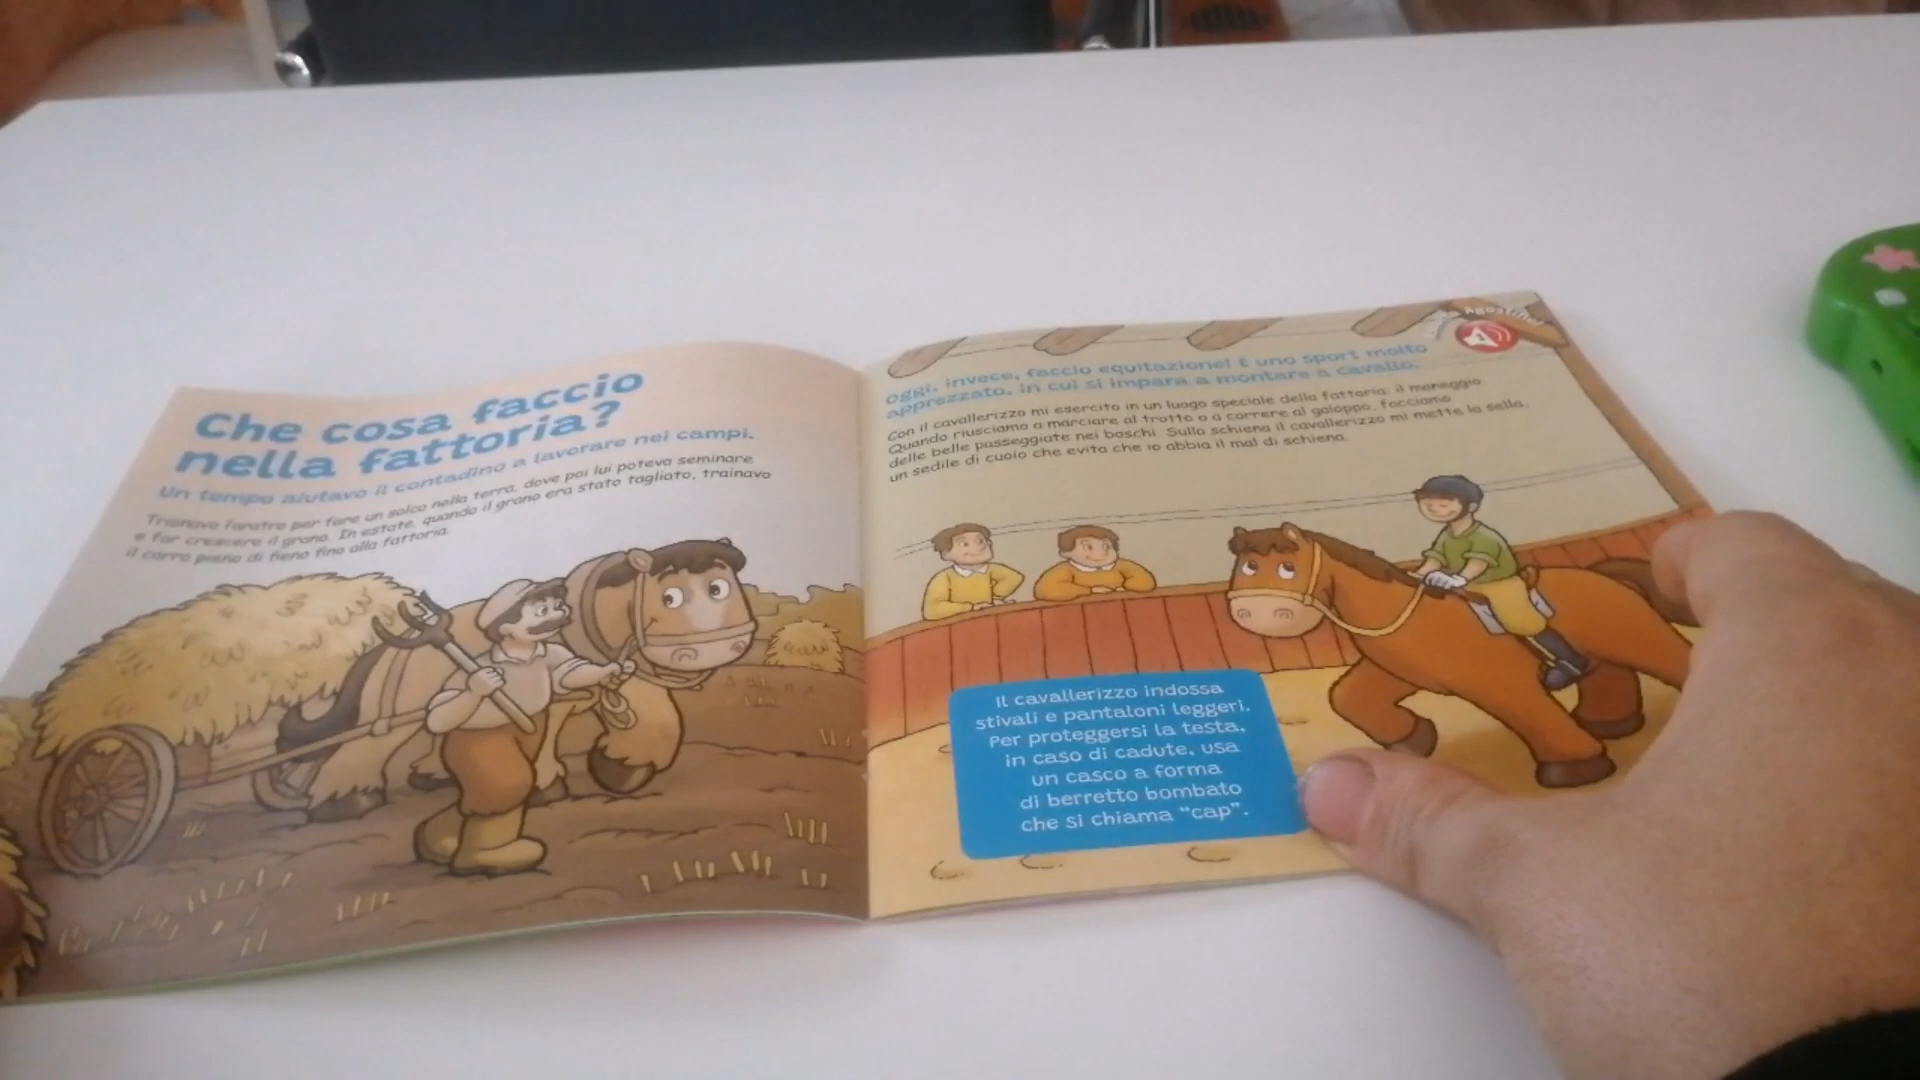 Che cosa faccio
nella fattoria?
Un tempo aiutavo il contadino a lavorare nei campi.
Trainavo l'aratro per fare un solco nella terra, dove poi lui poteva seminare
e far crescere il grano. In estate, quando il grano era stato tagliato, trainavo
il carro pieno di fieno fino alla fattoria.
Oggi, invece, faccio equitazione! È uno sport molto
apprezzato, in cui si impara a montare a cavallo.
Con il cavallerizzo mi esercito in un luogo speciale della fattoria: il maneggio.
Quando riusciamo a marciare al trotto o a correre al galoppo, facciamo
delle belle passeggiate nei boschi. Sulla schiena il cavallerizzo mi mette la sella,
un sedile di cuoio che evita che io abbia il mal di schiena.
Il cavallerizzo indossa
stivali e pantaloni leggeri.
Per proteggersi la testa,
in caso di cadute, usa
un casco a forma
di berretto bombato
che si chiama "cap".